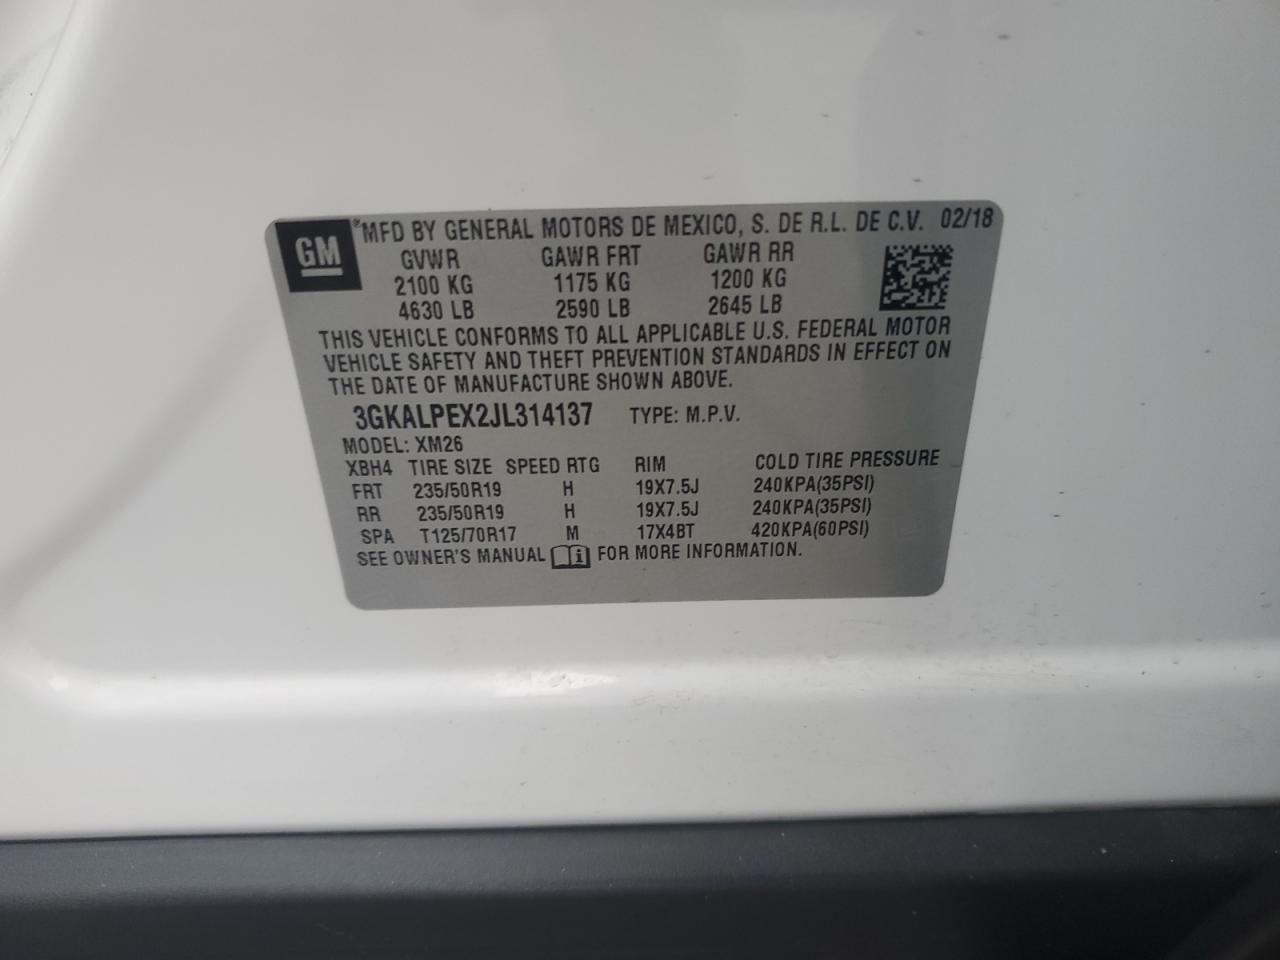 GM
®MFD BY GENERAL MOTORS DE MEXICO, S. DE R.L. DE C.V. 02/18
GVWR GAWR FRT GAWR RR
2100 KG 1175 KG 1200 KG
4630 LB 2590 LB 2645 LB
THIS VEHICLE CONFORMS TO ALL APPLICABLE U.S. FEDERAL MOTOR
VEHICLE SAFETY AND THEFT PREVENTION STANDARDS IN EFFECT ON
THE DATE OF MANUFACTURE SHOWN ABOVE.
3GKALPEX2JL314137 TYPE: M.P.V.
MODEL: XM26
XBH4 TIRE SIZE SPEED RTG RIM COLD TIRE PRESSURE
FRT 235/50R19 H 19X7.5J 240KPA(35PSI)
RR 235/50R19 H 19X7.5J 240KPA(35PSI)
SPA T125/70R17 M 17X4BT 420KPA(60PSI)
SEE OWNER'S MANUAL i FOR MORE INFORMATION.